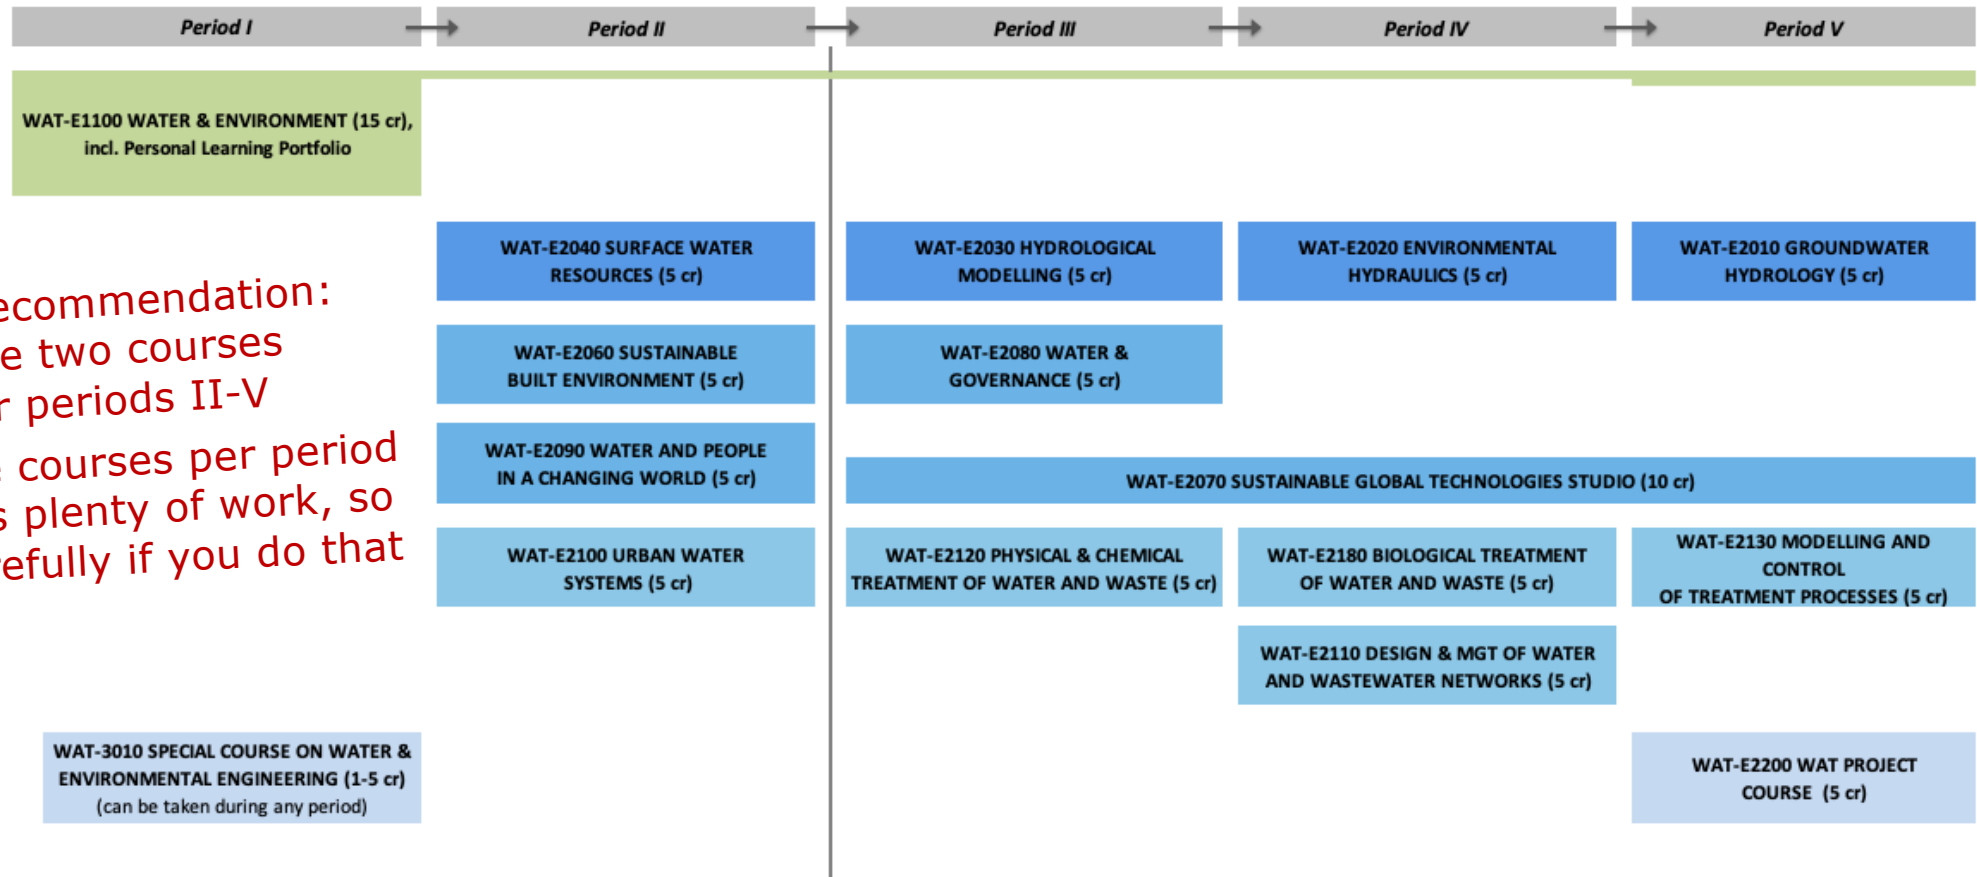 Period I
Period II
Period III
Period IV
Period V
WAT-E1100 WATER & ENVIRONMENT (15 cr),
incl. Personal Learning Portfolio
WAT-E2040 SURFACE WATER
RESOURCES (5 cr)
WAT-E2030 HYDROLOGICAL
MODELLING (5 cr)
WAT-E2020 ENVIRONMENTAL
HYDRAULICS (5 cr)
WAT-E2010 GROUNDWATER
HYDROLOGY (5 cr)
ecommendation:
e two courses
r periods II-V
e courses per period
s plenty of work, so
refully if you do that
WAT-E2060 SUSTAINABLE
BUILT ENVIRONMENT (5 cr)
WAT-E2080 WATER &
GOVERNANCE (5 cr)
WAT-E2090 WATER AND PEOPLE
IN A CHANGING WORLD (5 cr)
WAT-E2070 SUSTAINABLE GLOBAL TECHNOLOGIES STUDIO (10 cr)
WAT-E2100 URBAN WATER
SYSTEMS (5 cr)
WAT-E2120 PHYSICAL & CHEMICAL
TREATMENT OF WATER AND WASTE (5 cr)
WAT-E2180 BIOLOGICAL TREATMENT
OF WATER AND WASTE (5 cr)
WAT-E2130 MODELLING AND
CONTROL
OF TREATMENT PROCESSES (5 cr)
WAT-E2110 DESIGN & MGT OF WATER
AND WASTEWATER NETWORKS (5 cr)
WAT-3010 SPECIAL COURSE ON WATER &
ENVIRONMENTAL ENGINEERING (1-5 cr)
(can be taken during any period)
WAT-E2200 WAT PROJECT
COURSE (5 cr)